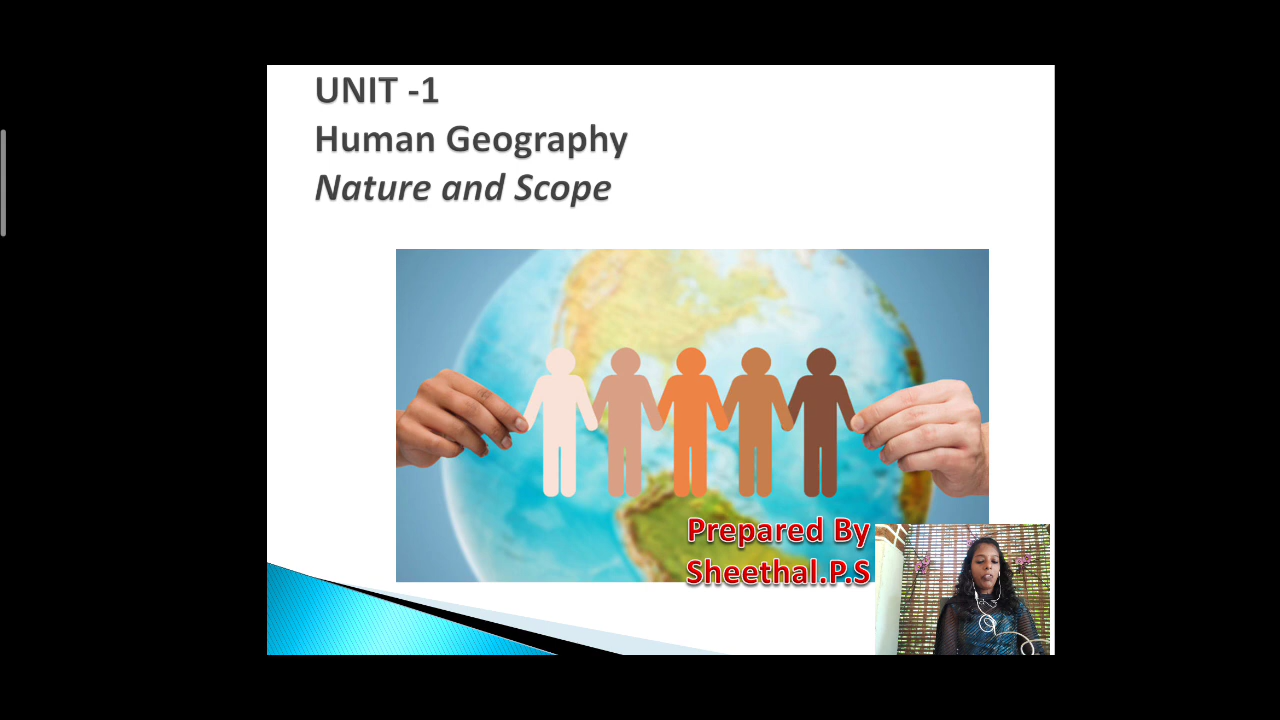 UNIT -1
Human Geography
Nature and Scope
Prepared By
Sheethal.P.S